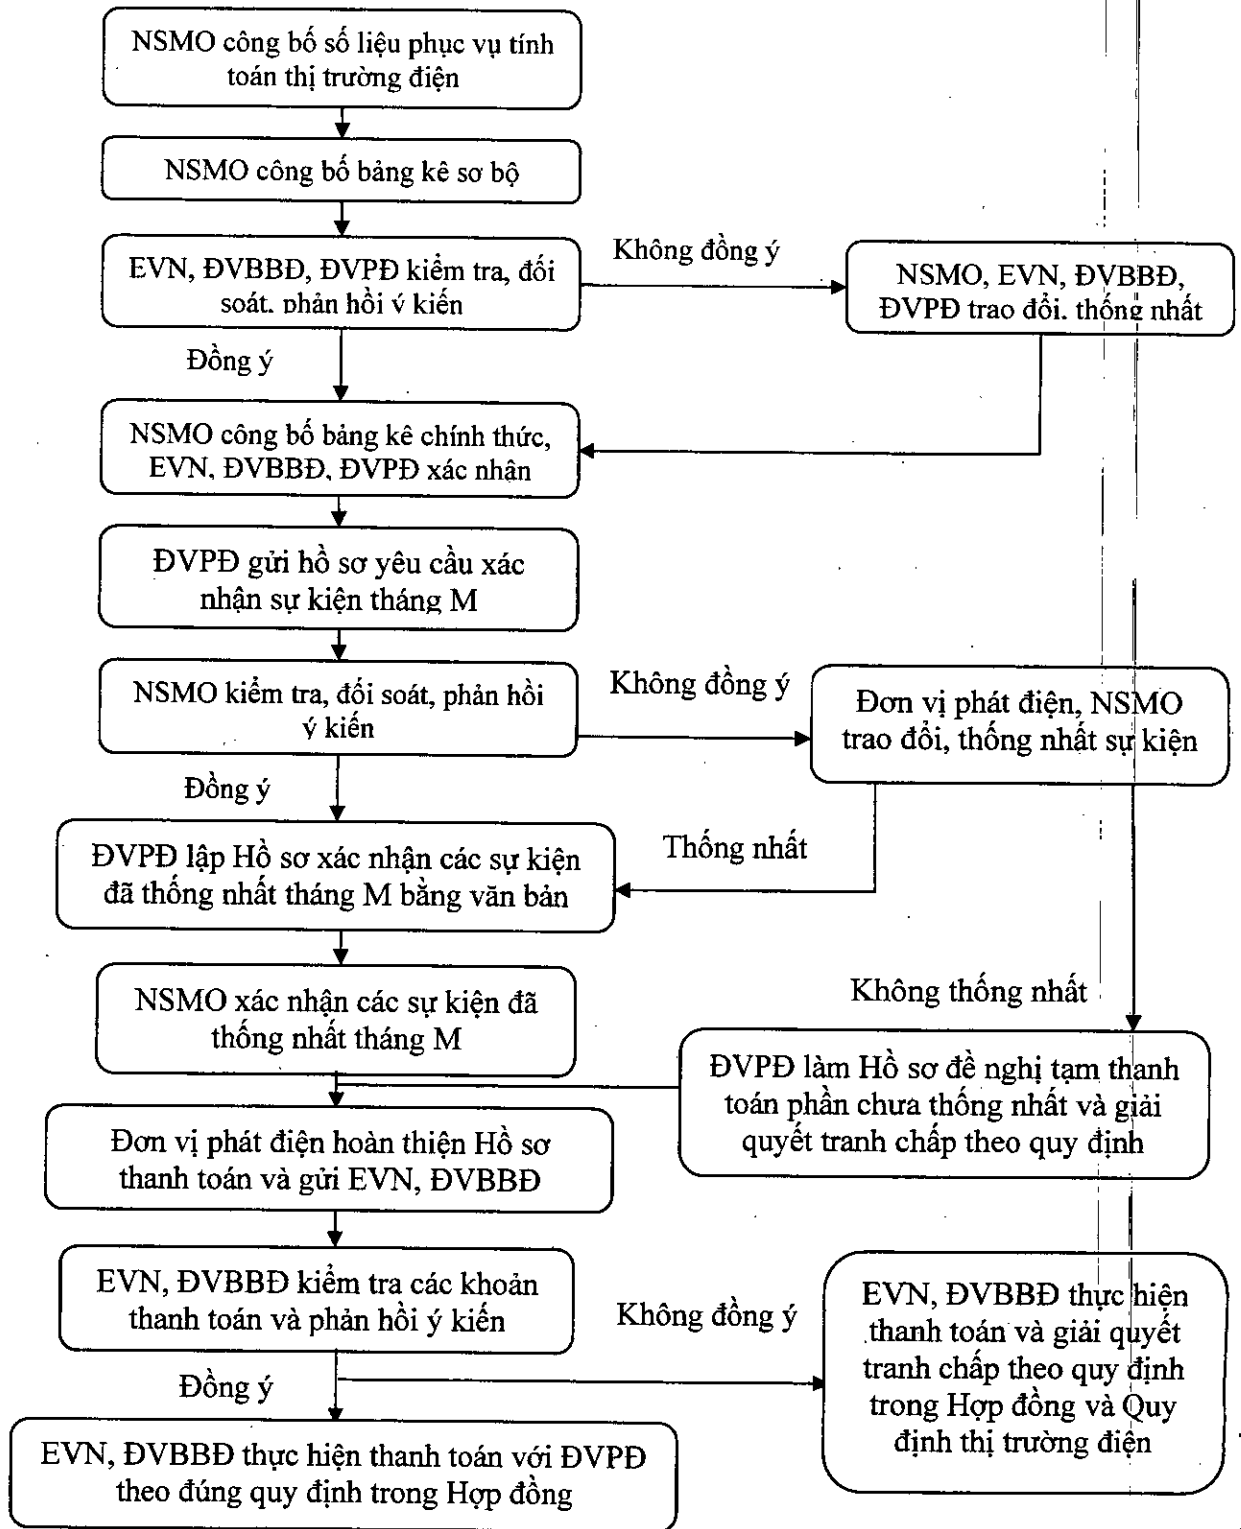 NSMO công bố số liệu phục vụ tính
toán thị trường điện
NSMO công bố bảng kê sơ bộ
EVN, ĐVBBĐ, ĐVPĐ kiểm tra, đối
soát, phản hồi ý kiến
Không đồng ý
NSMO, EVN, ĐVBBĐ,
ĐVPĐ trao đổi, thống nhất
Đồng ý
NSMO công bố bảng kê chính thức,
EVN, ĐVBBĐ, ĐVPĐ xác nhận
ĐVPĐ gửi hồ sơ yêu cầu xác
nhận sự kiện tháng M
NSMO kiểm tra, đối soát, phản hồi
ý kiến
Không đồng ý
Đơn vị phát điện, NSMO
trao đổi, thống nhất sự kiện
Đồng ý
Thống nhất
ĐVPĐ lập Hồ sơ xác nhận các sự kiện
đã thống nhất tháng M bằng văn bản
NSMO xác nhận các sự kiện đã
thống nhất tháng M
Không thống nhất
ĐVPĐ làm Hồ sơ đề nghị tạm thanh
toán phần chưa thống nhất và giải
quyết tranh chấp theo quy định
Đơn vị phát điện hoàn thiện Hồ sơ
thanh toán và gửi EVN, ĐVBBĐ
EVN, ĐVBBĐ kiểm tra các khoản
thanh toán và phản hồi ý kiến
Không đồng ý
EVN, ĐVBBĐ thực hiện
thanh toán và giải quyết
tranh chấp theo quy định
trong Hợp đồng và Quy
định thị trường điện
Đồng ý
EVN, ĐVBBĐ thực hiện thanh toán với ĐVPĐ
theo đúng quy định trong Hợp đồng